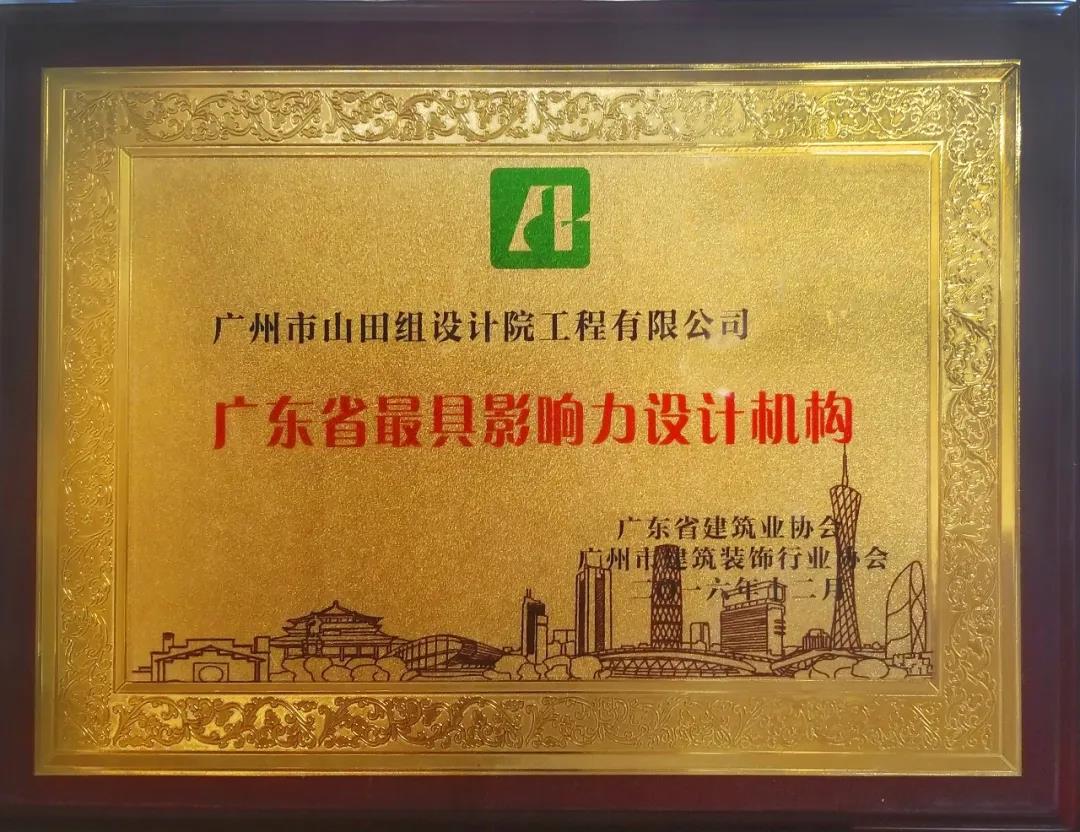 广州市山田组设计院工程有限公司
广东省最具影响力设计机构
广东省建筑业协会
广州市建筑装饰行业协会
二〇一六年十二月